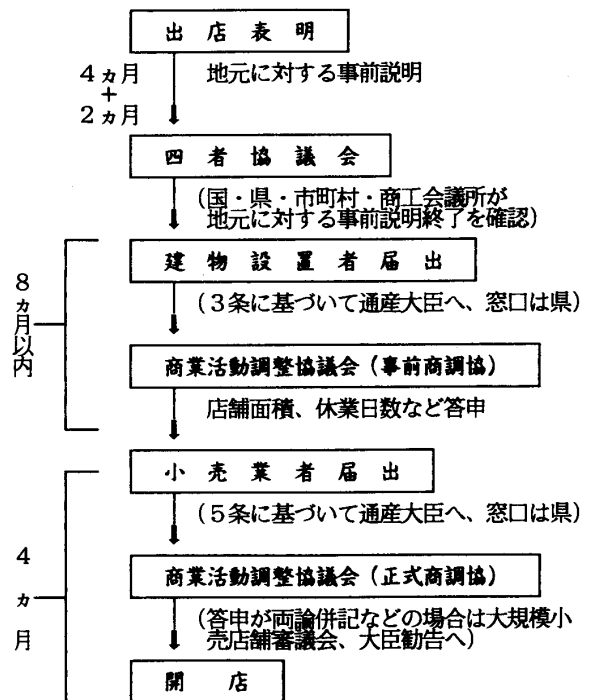 出店表明
4ヵ月
+
2ヵ月
地元に対する事前説明
四者協議会
(国・県・市町村・商工会議所が
地元に対する事前説明終了を確認)
建物設置者届出
8ヵ月以内
(3条に基づいて通産大臣へ、窓口は県)
商業活動調整協議会(事前商調協)
店舗面積、休業日数など答申
小売業者届出
4ヵ月
(5条に基づいて通産大臣へ、窓口は県)
商業活動調整協議会(正式商調協)
(答申が両論併記などの場合は大規模小
売店舗審議会、大臣勧告へ)
開店